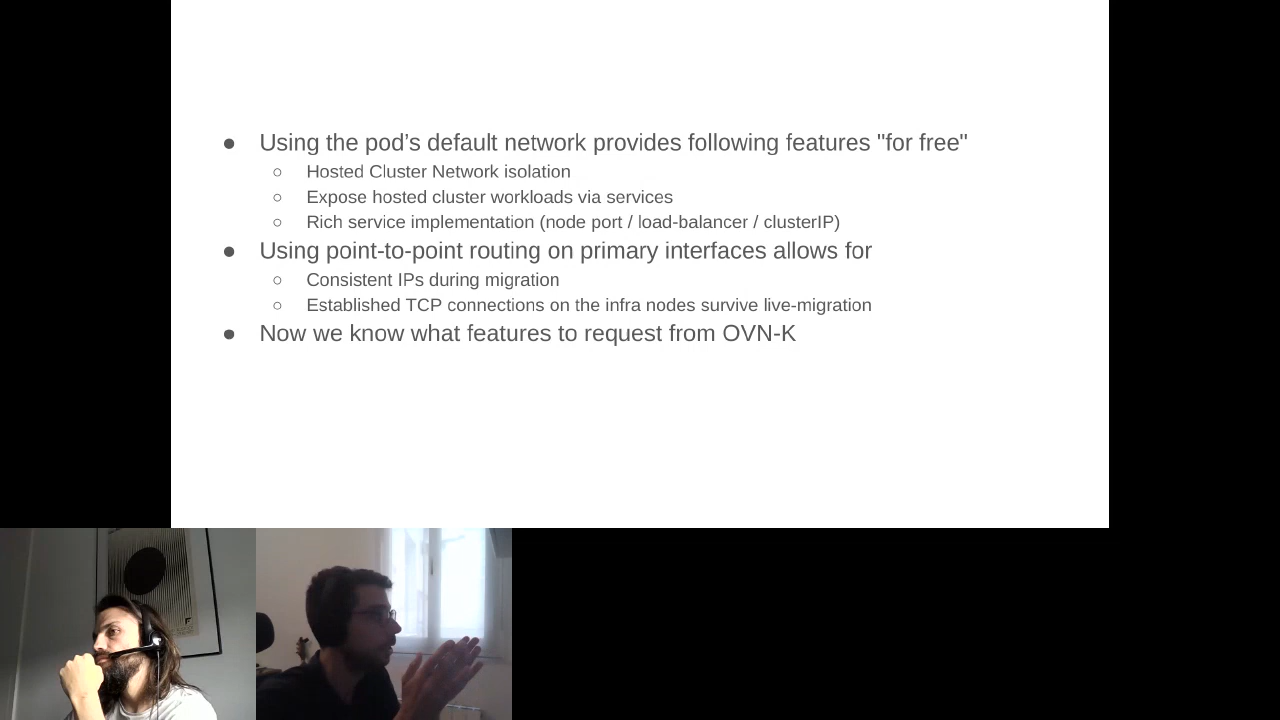 ● Using the pod’s default network provides following features "for free"
○ Hosted Cluster Network isolation
○ Expose hosted cluster workloads via services
○ Rich service implementation (node port / load-balancer / clusterIP)
● Using point-to-point routing on primary interfaces allows for
○ Consistent IPs during migration
○ Established TCP connections on the infra nodes survive live-migration
● Now we know what features to request from OVN-K